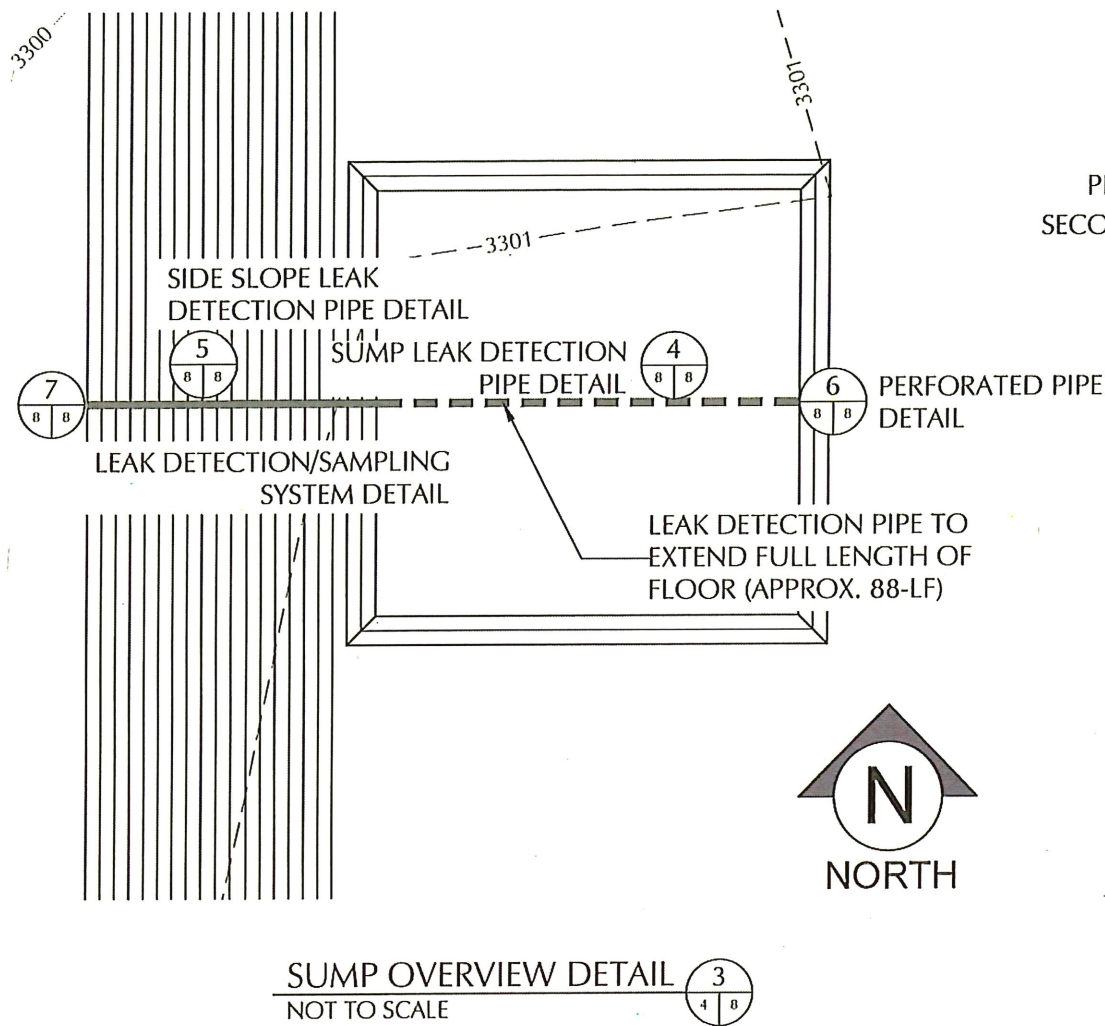 3300
3301
3301
SIDE SLOPE LEAK
DETECTION PIPE DETAIL
5
8 8
SUMP LEAK DETECTION
PIPE DETAIL
4
8 8
7
8 8
6
8 8
PERFORATED PIPE
DETAIL
LEAK DETECTION/SAMPLING
SYSTEM DETAIL
LEAK DETECTION PIPE TO
EXTEND FULL LENGTH OF
FLOOR (APPROX. 88-LF)
SECO
N
NORTH
SUMP OVERVIEW DETAIL
3
4 8
NOT TO SCALE